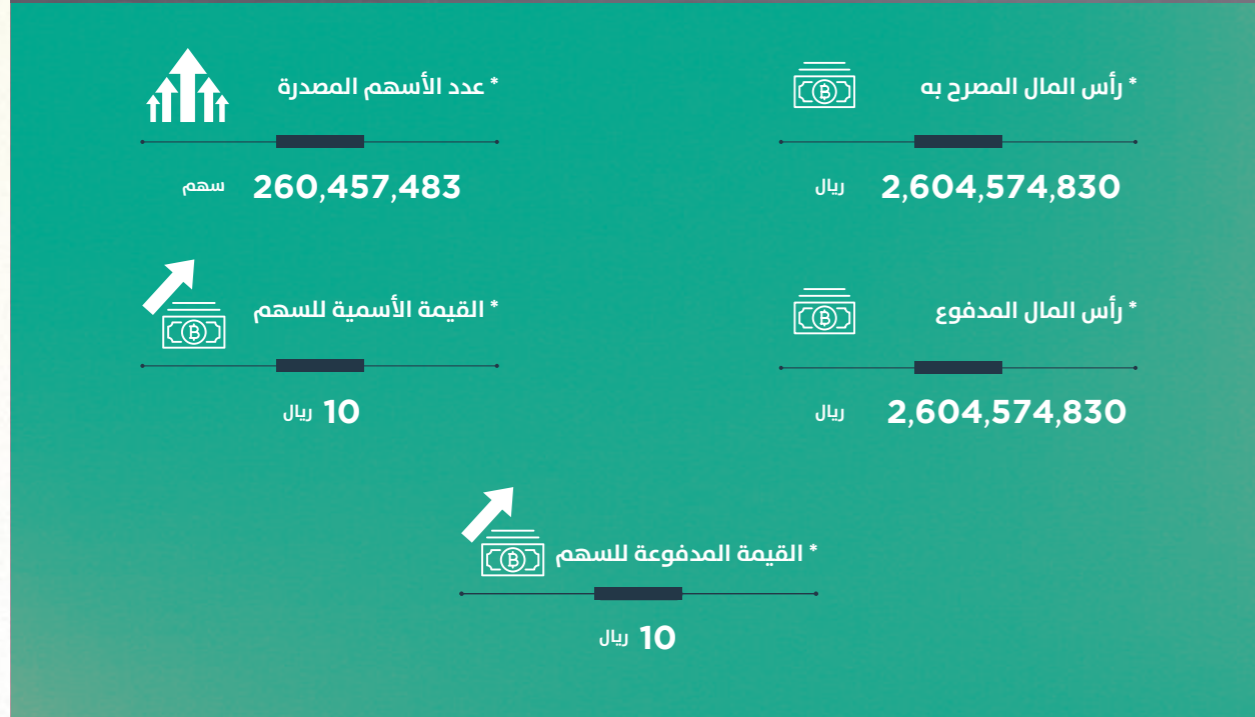 * رأس المال المصرح به
2,604,574,830 ريال
* عدد الأسهم المصدرة
260,457,483 سهم
* رأس المال المدفوع
2,604,574,830 ريال
* القيمة الأسمية للسهم
10 ريال
* القيمة المدفوعة للسهم
10 ريال